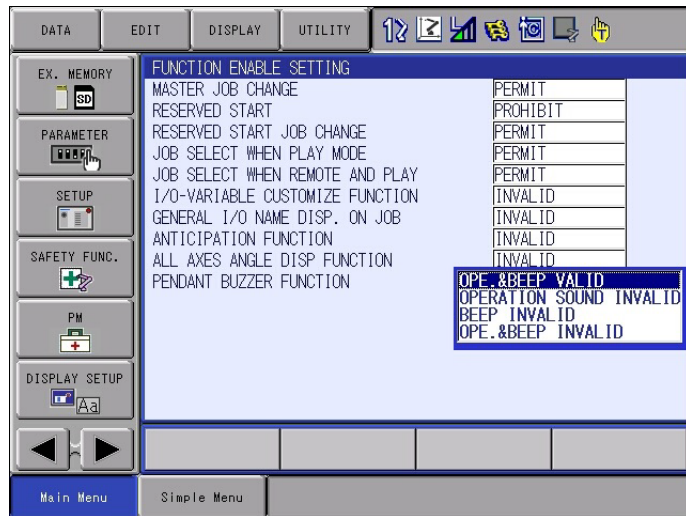 DATA
EDIT
DISPLAY
UTILITY
EX. MEMORY
SD
PARAMETER
SETUP
SAFETY FUNC.
PM
DISPLAY SETUP
Aa
FUNCTION ENABLE SETTING
MASTER JOB CHANGE PERMIT
RESERVED START PROHIBIT
RESERVED START JOB CHANGE PERMIT
JOB SELECT WHEN PLAY MODE PERMIT
JOB SELECT WHEN REMOTE AND PLAY PERMIT
I/O-VARIABLE CUSTOMIZE FUNCTION INVALID
GENERAL I/O NAME DISP. ON JOB INVALID
ANTICIPATION FUNCTION INVALID
ALL AXES ANGLE DISP FUNCTION INVALID
PENDANT BUZZER FUNCTION
OPE.&BEEP VALID
OPERATION SOUND INVALID
BEEP INVALID
OPE.&BEEP INVALID
Main Menu
Simple Menu